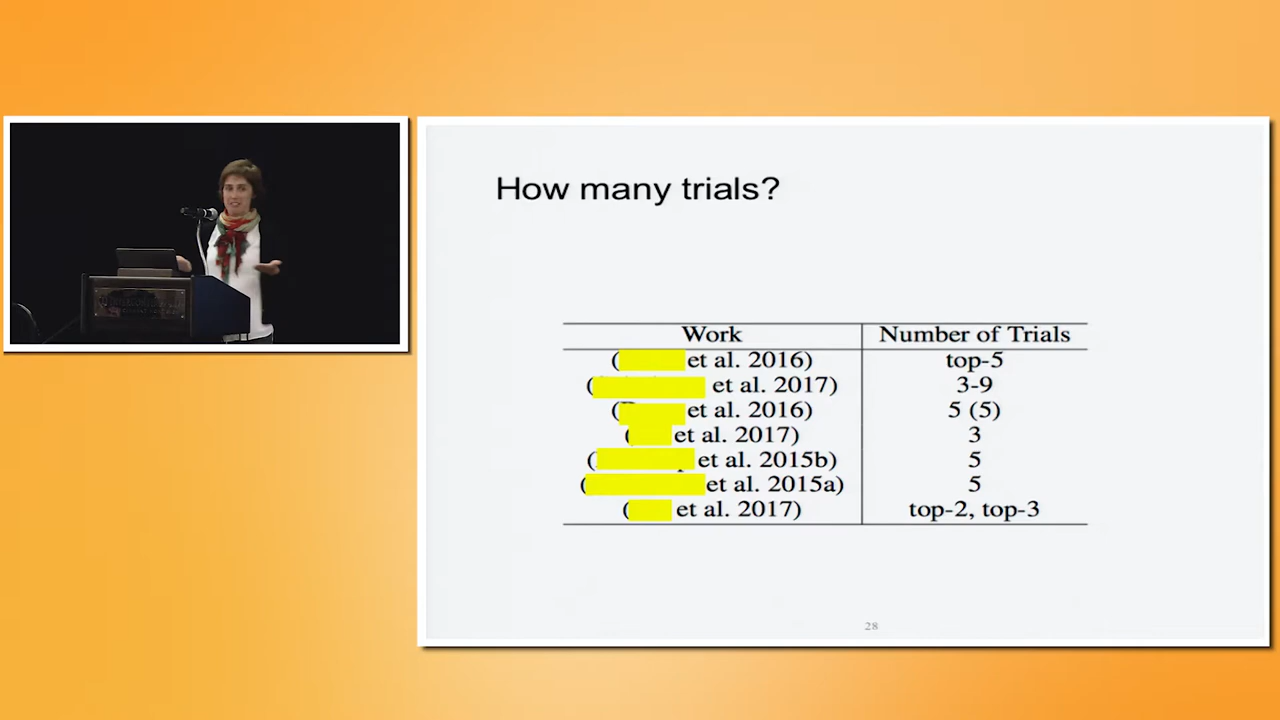 How many trials?
Work Number of Trials
( et al. 2016) top-5
( et al. 2017) 3-9
( et al. 2016) 5 (5)
( et al. 2017) 3
( et al. 2015b) 5
( et al. 2015a) 5
( et al. 2017) top-2, top-3
28